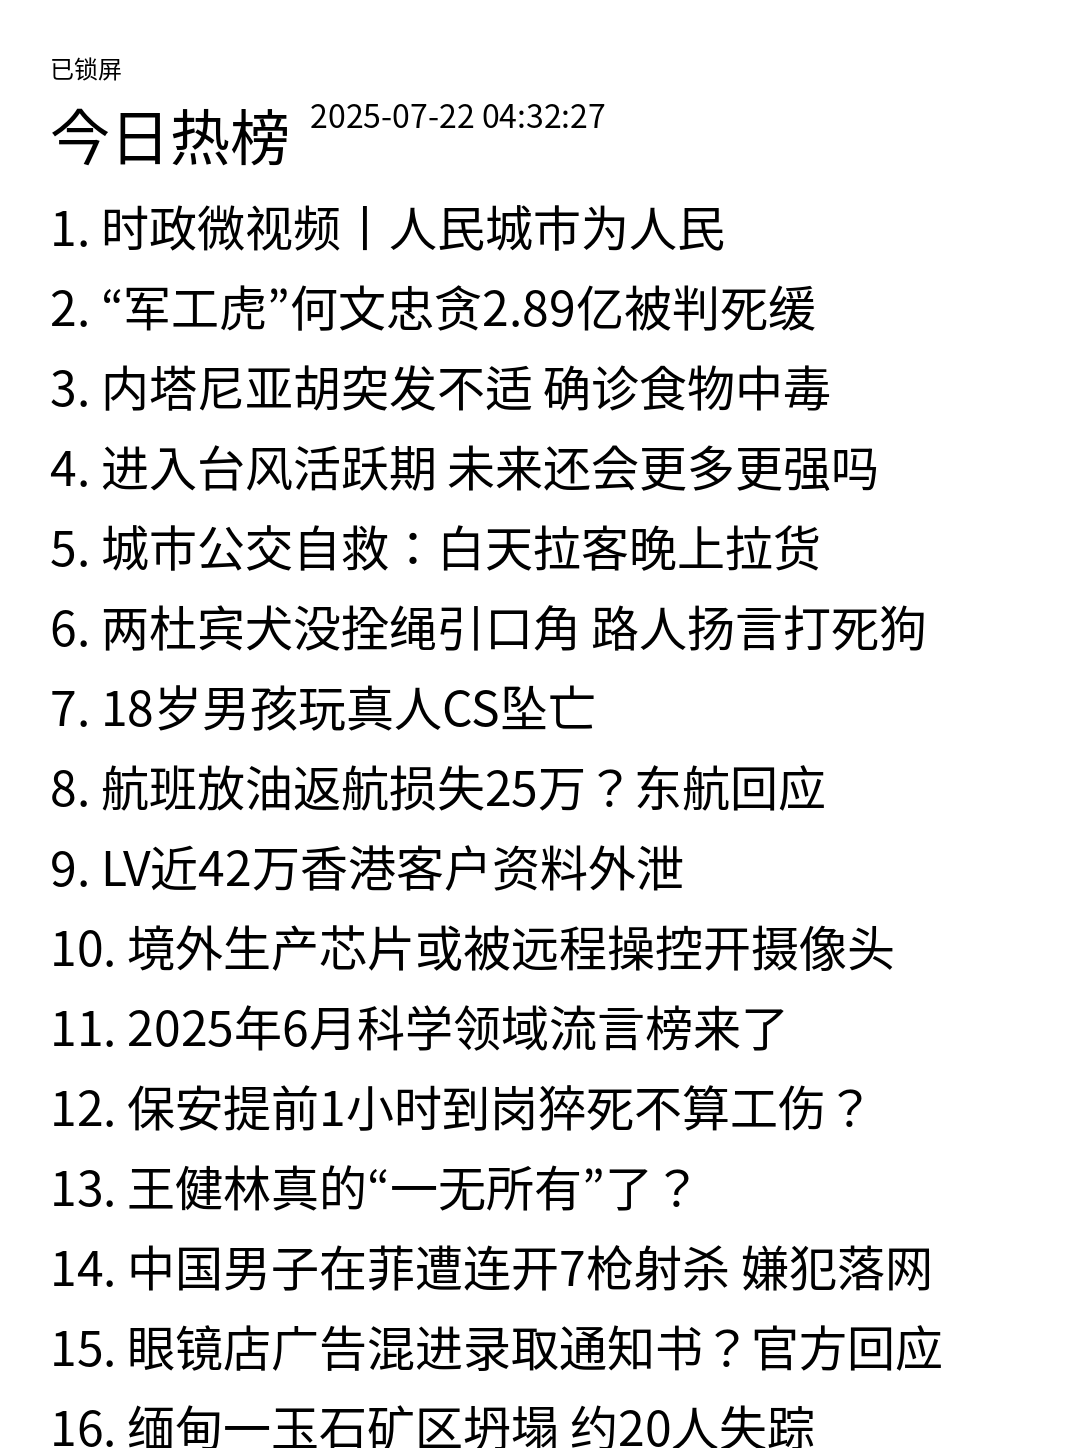 已锁屏
今日热榜 2025-07-22 04:32:27
1. 时政微视频丨人民城市为人民
2. “军工虎”何文忠贪2.89亿被判死缓
3. 内塔尼亚胡突发不适 确诊食物中毒
4. 进入台风活跃期 未来还会更多更强吗
5. 城市公交自救：白天拉客晚上拉货
6. 两杜宾犬没拴绳引口角 路人扬言打死狗
7. 18岁男孩玩真人CS坠亡
8. 航班放油返航损失25万？东航回应
9. LV近42万香港客户资料外泄
10. 境外生产芯片或被远程操控开摄像头
11. 2025年6月科学领域流言榜来了
12. 保安提前1小时到岗猝死不算工伤？
13. 王健林真的“一无所有”了？
14. 中国男子在菲遭连开7枪射杀 嫌犯落网
15. 眼镜店广告混进录取通知书？官方回应
16. 缅甸一玉石矿区坍塌 约20人失踪